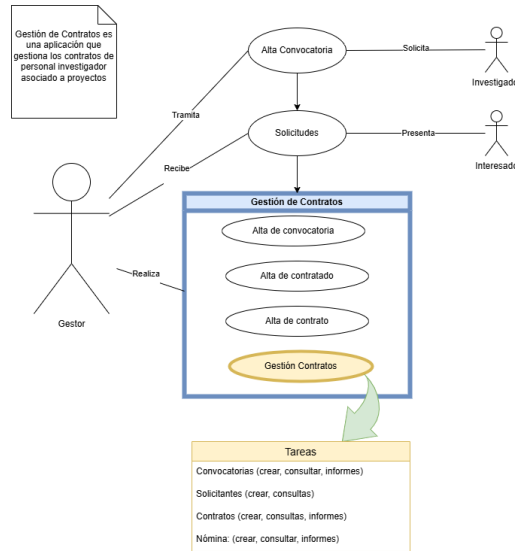 Gestión de Contratos es
una aplicación que
gestiona los contratos de
personal investigador
asociado a proyectos
Alta Convocatoria
Solicita
Investigado
Tramita
Solicitudes
Presenta
Interesado
Recibe
Gestión de Contratos
Alta de convocatoria
Realiza
Alta de contratado
Gestor
Alta de contrato
Gestión Contratos
Tareas
Convocatorias (crear, consultar, informes)
Solicitantes (crear, consultas)
Contratos (crear, consultas, informes)
Nómina: (crear, consultar, informes)